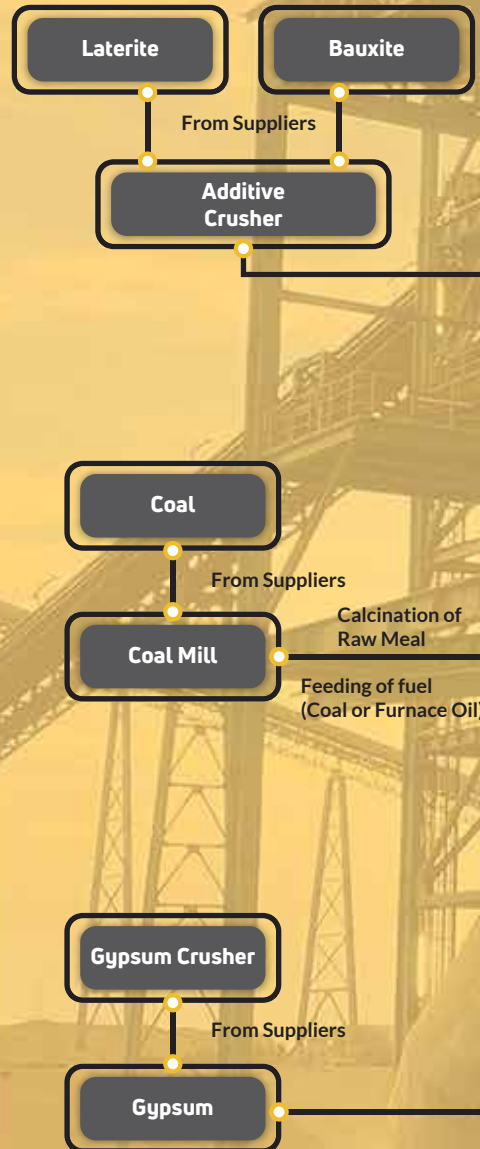 Laterite
Bauxite
From Suppliers
Additive
Crusher
Coal
From Suppliers
Coal Mill
Calcination of
Raw Meal
Feeding of fuel
(Coal or Furnace Oil)
Gypsum Crusher
From Suppliers
Gypsum